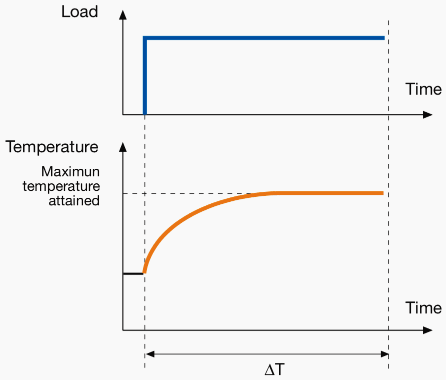 Load
Time
Temperature
Maximun
temperature
attained
Time
ΔT